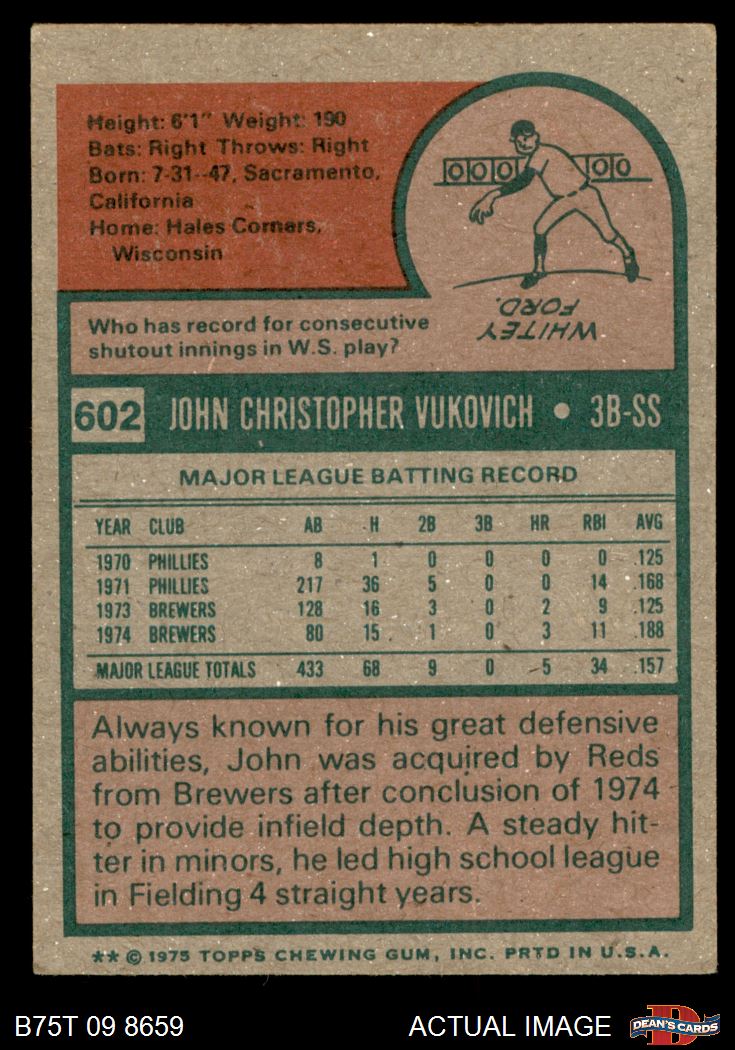 Height: 6'1" Weight: 190
Bats: Right Throws: Right
Born: 7-31--47, Sacramento,
California
Home: Hales Corners,
Wisconsin
000 00
WHITEY
FORD.
Who has record for consecutive
shutout innings in W.S. play?
602 JOHN CHRISTOPHER VUKOVICH • 3B-SS
MAJOR LEAGUE BATTING RECORD
YEAR CLUB AB H 2B 3B HR RBI AVG
1970 PHILLIES 8 1 0 0 0 0 .125
1971 PHILLIES 217 36 5 0 0 14 .168
1973 BREWERS 128 16 3 0 2 9 .125
1974 BREWERS 80 15 1 0 3 11 .188
MAJOR LEAGUE TOTALS 433 68 9 0 5 34 .157
Always known for his great defensive
abilities, John was acquired by Reds
from Brewers after conclusion of 1974
to provide infield depth. A steady hit-
ter in minors, he led high school league
in Fielding 4 straight years.
** © 1975 TOPPS CHEWING GUM, INC. PRTD IN U.S.A.
B75T 09 8659 ACTUAL IMAGE D DEAN'S CARDS